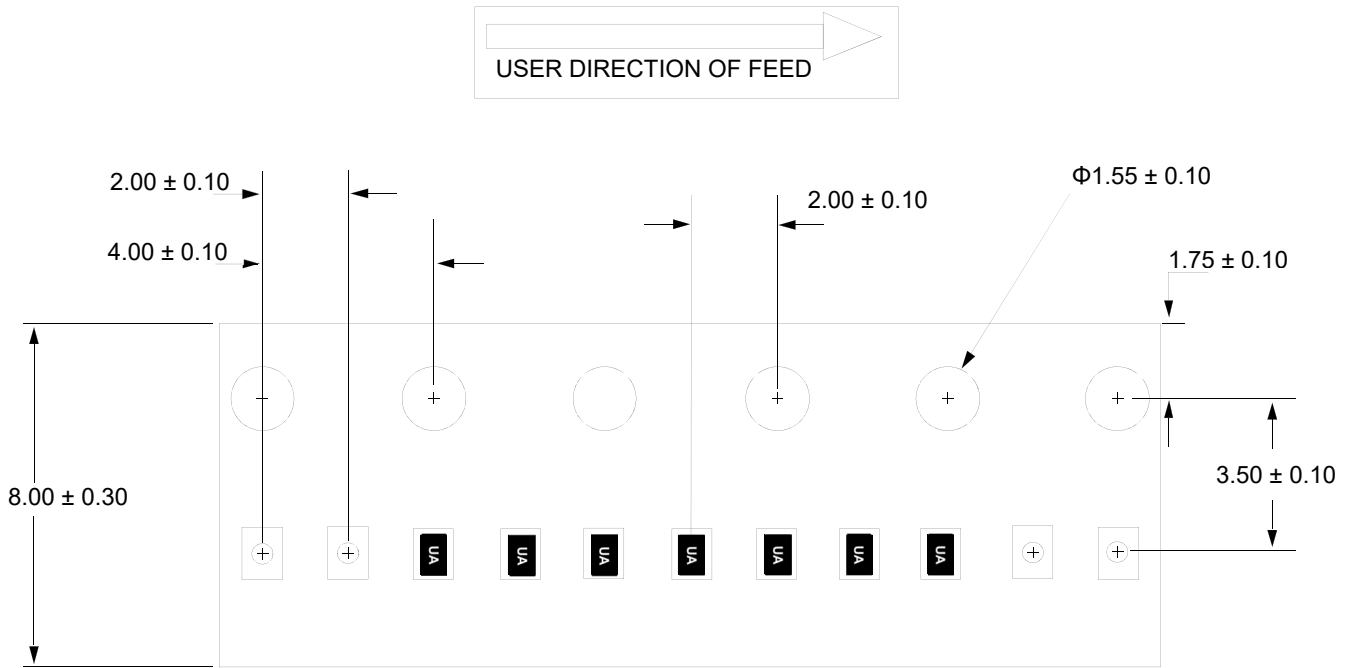 USER DIRECTION OF FEED
2.00 ± 0.10
2.00 ± 0.10
Φ1.55 ± 0.10
4.00 ± 0.10
1.75 ± 0.10
8.00 ± 0.30
3.50 ± 0.10
UA
UA
UA
UA
UA
UA
UA